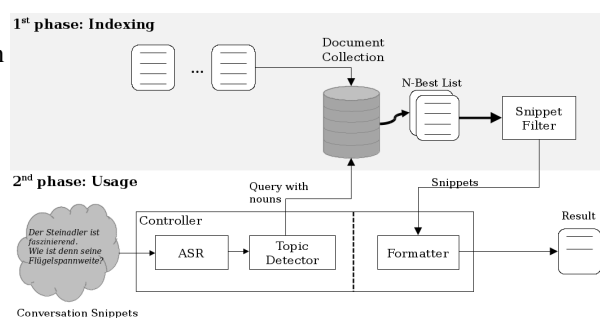 1st phase: Indexing
Document
Collection
...
N-Best List
Snippet
Filter
2nd phase: Usage
Query with
nouns
Snippets
Controller
Result
Der Steinadler ist
faszinierend.
Wie ist denn seine
Flügelspannweite?
ASR
Topic
Detector
Formatter
Conversation Snippets